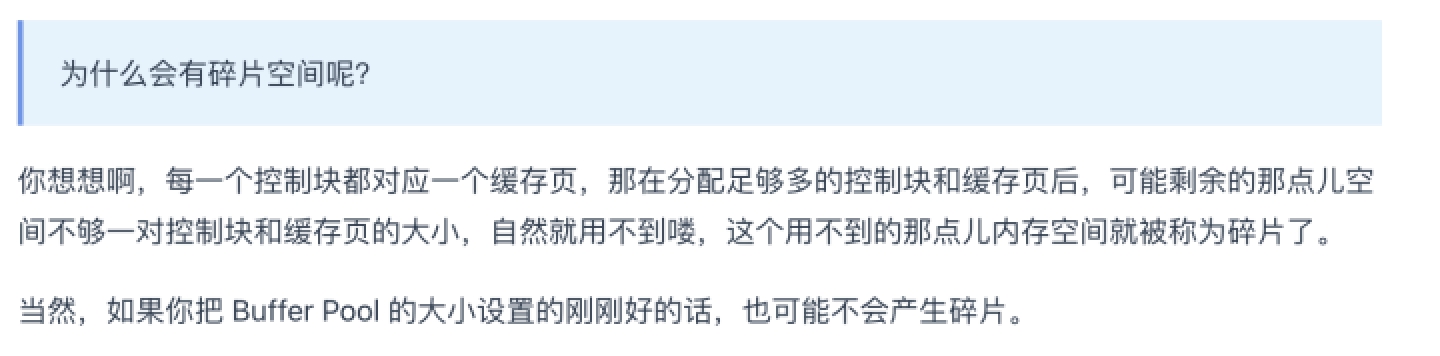 为什么会有碎片空间呢？
你想想啊，每一个控制块都对应一个缓存页，那在分配足够多的控制块和缓存页后，可能剩余的那点儿空
间不够一对控制块和缓存页的大小，自然就用不到喽，这个用不到的那点儿内存空间就被称为碎片了。
当然，如果你把 Buffer Pool 的大小设置的刚刚好的话，也可能不会产生碎片。